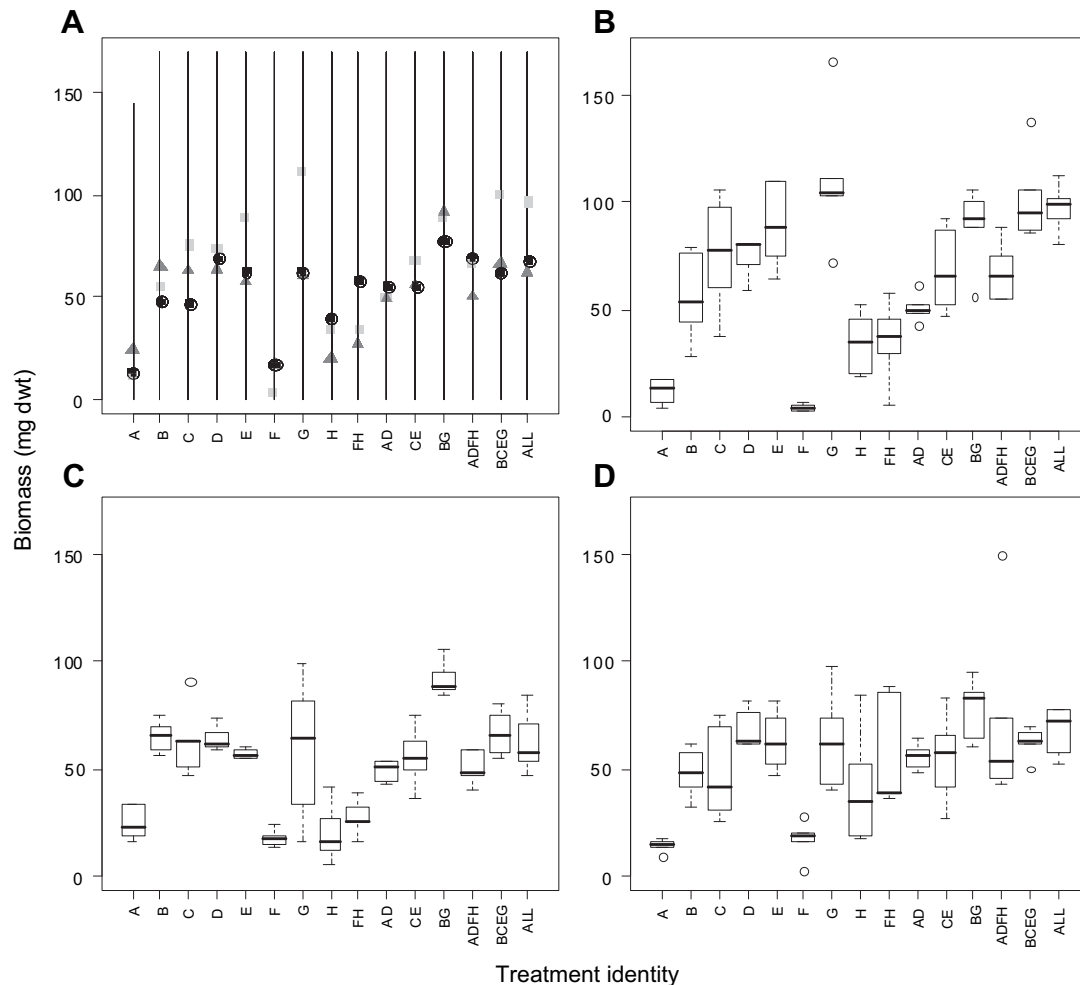 A
B
150
100
50
0
150
100
50
0
A B C D E F G H FH AD CE BG ADFH BCEG ALL
A B C D E F G H FH AD CE BG ADFH BCEG ALL
Biomass (mg dwt)
C
D
150
100
50
0
150
100
50
0
A B C D E F G H FH AD CE BG ADFH BCEG ALL
A B C D E F G H FH AD CE BG ADFH BCEG ALL
Treatment identity